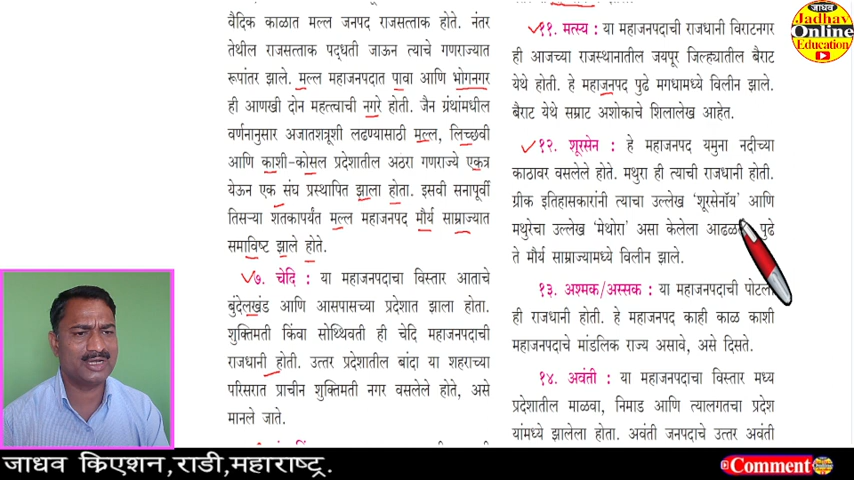 वैदिक काळात मल्ल जनपद राजसत्ताक होते. नंतर
तेथील राजसत्ताक पद्धती जाऊन त्याचे गणराज्यात
रूपांतर झाले. मल्ल महाजनपदात पावा आणि भोगनगर
ही आणखी दोन महत्त्वाची नगरे होती. जैन ग्रंथांमधील
वर्णनानुसार अजातशत्रूशी लढण्यासाठी मल्ल, लिच्छवी
आणि काशी-कोसल प्रदेशातील अठरा गणराज्ये एकत्र
येऊन एक संघ प्रस्थापित झाला होता. इसवी सनापूर्वी
तिसऱ्या शतकापर्यंत मल्ल महाजनपद मौर्य साम्राज्यात
समाविष्ट झाले होते.
७. चेदि : या महाजनपदाचा विस्तार आताचे
बुंदेलखंड आणि आसपासच्या प्रदेशात झाला होता.
शुक्तिमती किंवा सोत्थिवती ही चेदि महाजनपदाची
राजधानी होती. उत्तर प्रदेशातील बांदा या शहराच्या
परिसरात प्राचीन शुक्तिमती नगर वसलेले होते, असे
मानले जाते.
११. मत्स्य : या महाजनपदाची राजधानी विराटनगर
ही आजच्या राजस्थानातील जयपूर जिल्ह्यातील बैराट
येथे होती. हे महाजनपद पुढे मगधामध्ये विलीन झाले.
बैराट येथे सम्राट अशोकाचे शिलालेख आहेत.
१२. शूरसेन : हे महाजनपद यमुना नदीच्या
काठावर वसलेले होते. मथुरा ही त्याची राजधानी होती.
ग्रीक इतिहासकारांनी त्याचा उल्लेख 'शूरसेनॉय' आणि
मथुरेचा उल्लेख 'मेथोरा' असा केलेला पुढे
ते मौर्य साम्राज्यामध्ये विलीन झाले.
१३. अश्मक/अस्सक : या महाजनपदाची
ही राजधानी होती. हे महाजनपद काही काळ काशी
महाजनपदाचे मांडलिक राज्य असावे, असे दिसते.
१४. अवंती : या महाजनपदाचा विस्तार मध्य
प्रदेशातील माळवा, निमाड आणि त्यालगतचा प्रदेश
यांमध्ये झालेला होता. अवंती जनपदाचे उत्तर अवंती
जाधव
Jadhav
Online
Education
जाधव क्रिएशन,राडी,महाराष्ट्र.
Comment